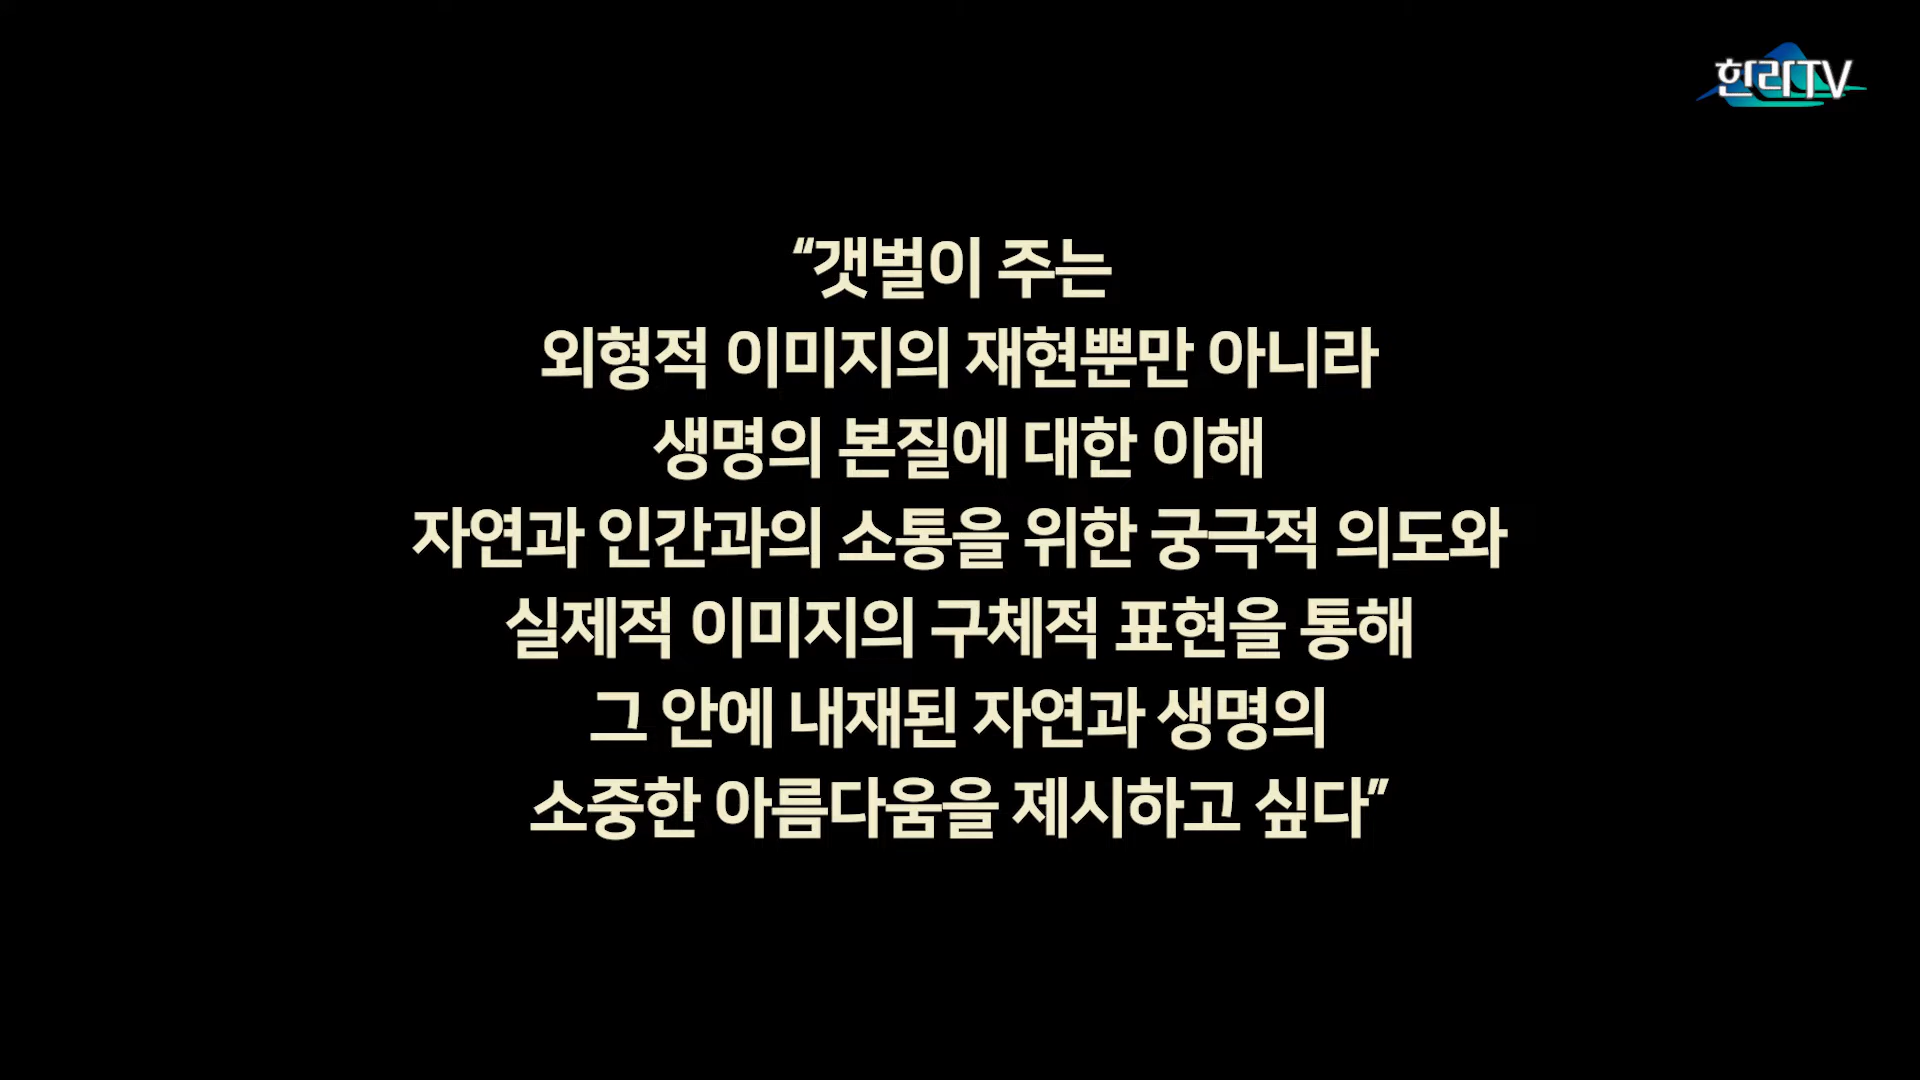 한라TV
“갯벌이 주는
외형적 이미지의 재현뿐만 아니라
생명의 본질에 대한 이해
자연과 인간과의 소통을 위한 궁극적 의도와
실제적 이미지의 구체적 표현을 통해
그 안에 내재된 자연과 생명의
소중한 아름다움을 제시하고 싶다”